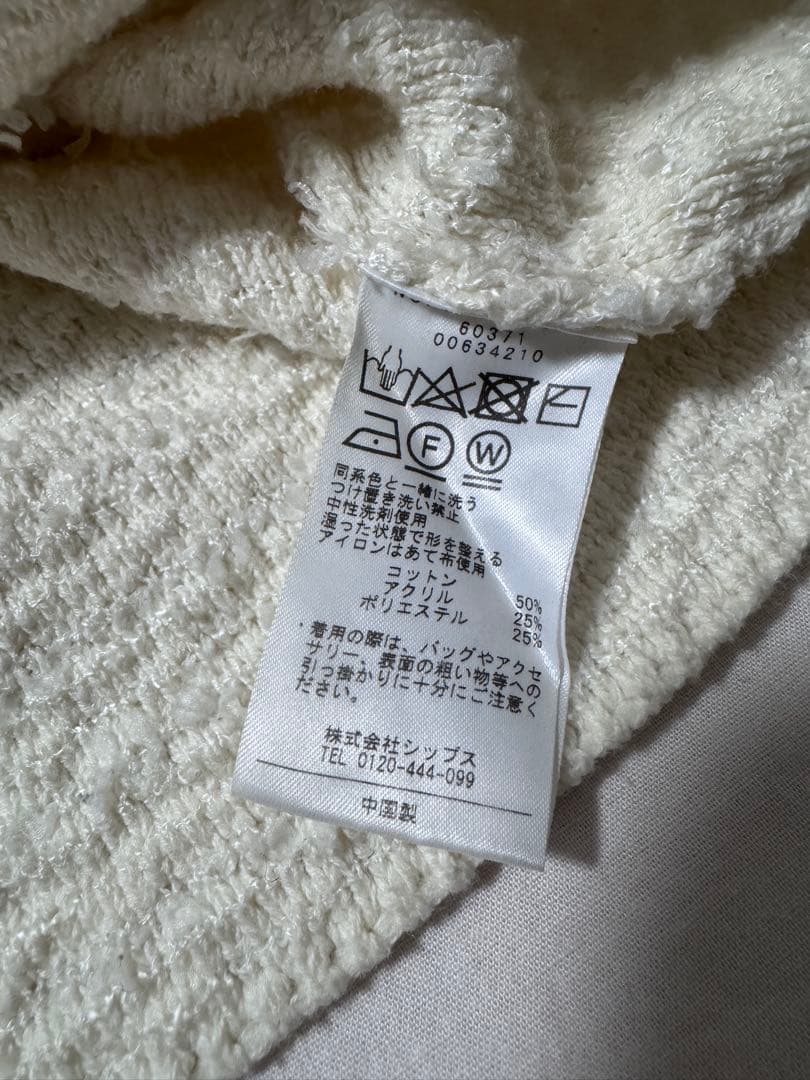 60371
00634210
F W
同系色と一緒に洗う
つけ置き洗い禁止
中性洗剤使用
湿った状態で形を整える
アイロンはあて布使用
コットン 50%
アクリル 25%
ポリエステル 25%
・着用の際は、バッグやアクセ
サリー、表面の粗い物等への
引っ掛かりに十分にご注意く
ださい。
株式会社シップス
TEL 0120-444-099
中国製